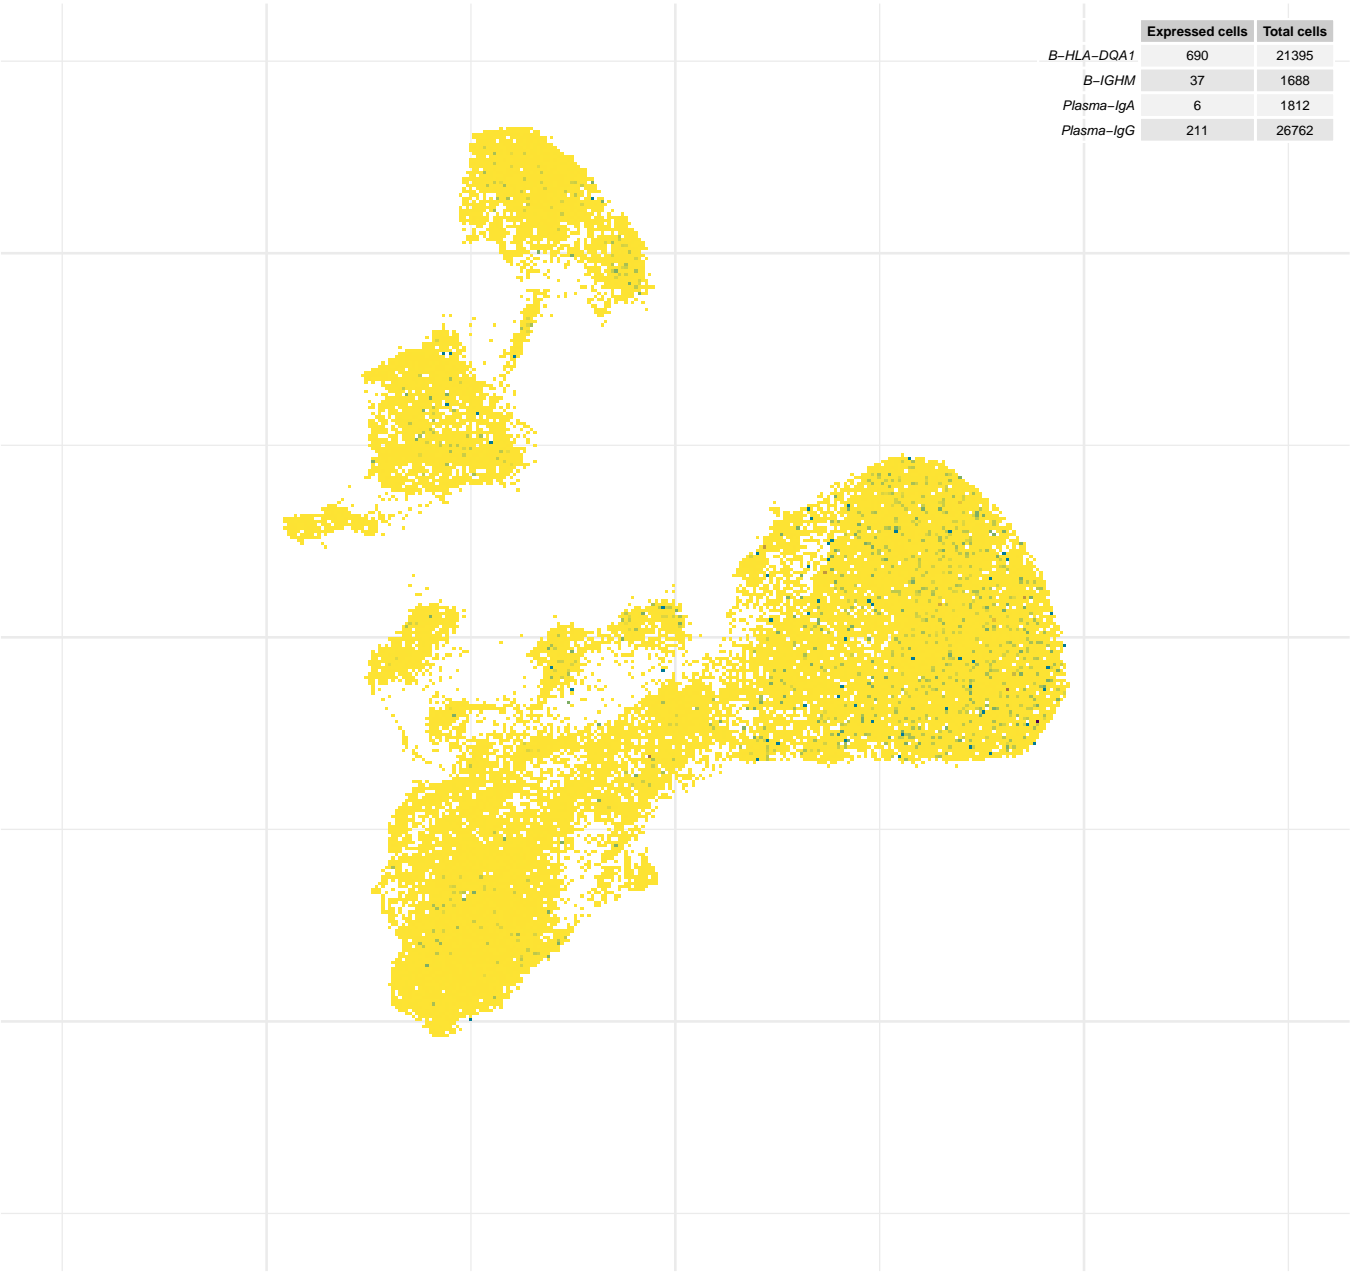 Expressed cells Total cells
B−HLA−DQA1 690 21395
B−IGHM 37 1688
Plasma−IgA 6 1812
Plasma−IgG 211 26762